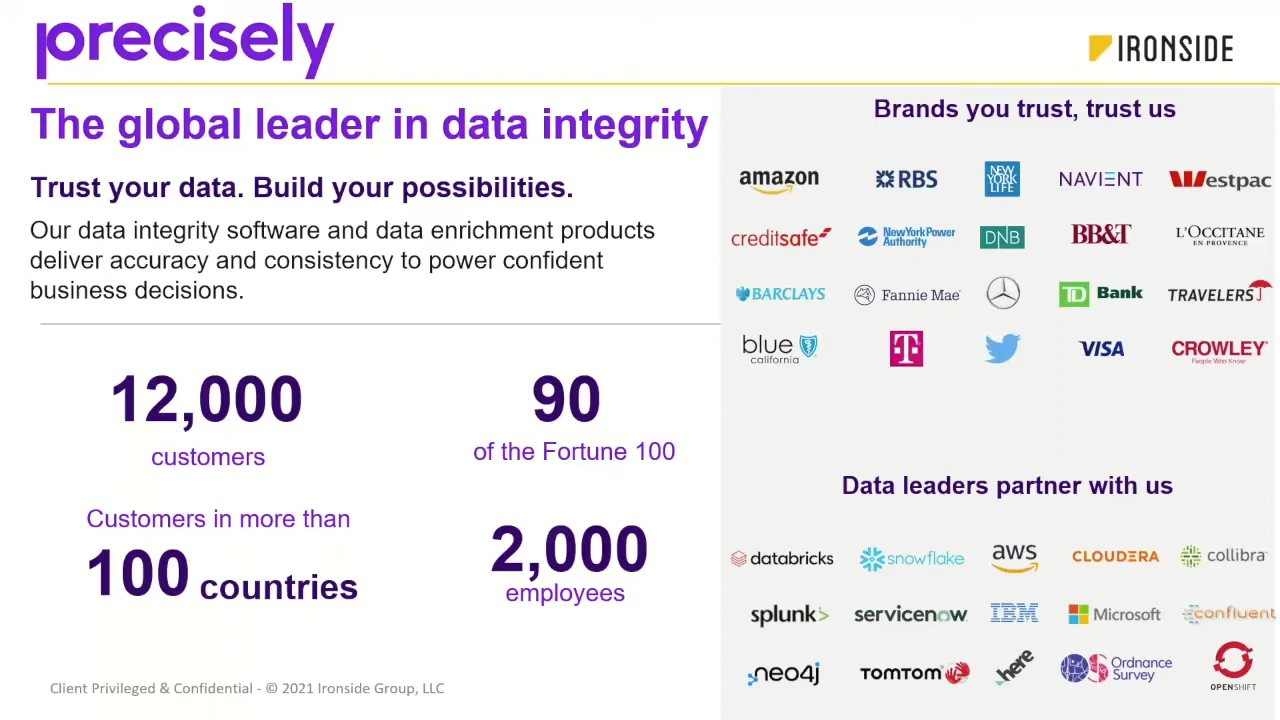 precisely
IRONSIDE
The global leader in data integrity
Trust your data. Build your possibilities.
Our data integrity software and data enrichment products
deliver accuracy and consistency to power confident
business decisions.
12,000
customers
90
of the Fortune 100
Customers in more than
100 countries
2,000
employees
Client Privileged & Confidential - © 2021 Ironside Group, LLC
Brands you trust, trust us
amazon
RBS
NEW
YORK
LIFE
NAVIENT
Westpac
creditsafe
NewYorkPower
Authority
DNB
BB&T
L'OCCITANE
EN PROVENCE
BARCLAYS
Fannie Mae
TD Bank
TRAVELERS
blue
california
T
VISA
CROWLEY
People Who Know
Data leaders partner with us
databricks
snowflake
aws
CLOUDERA
collibra
splunk>
servicenow
IBM
Microsoft
confluent
neo4j
TOMTOM
here
OS Ordnance
Survey
OPENSHIFT